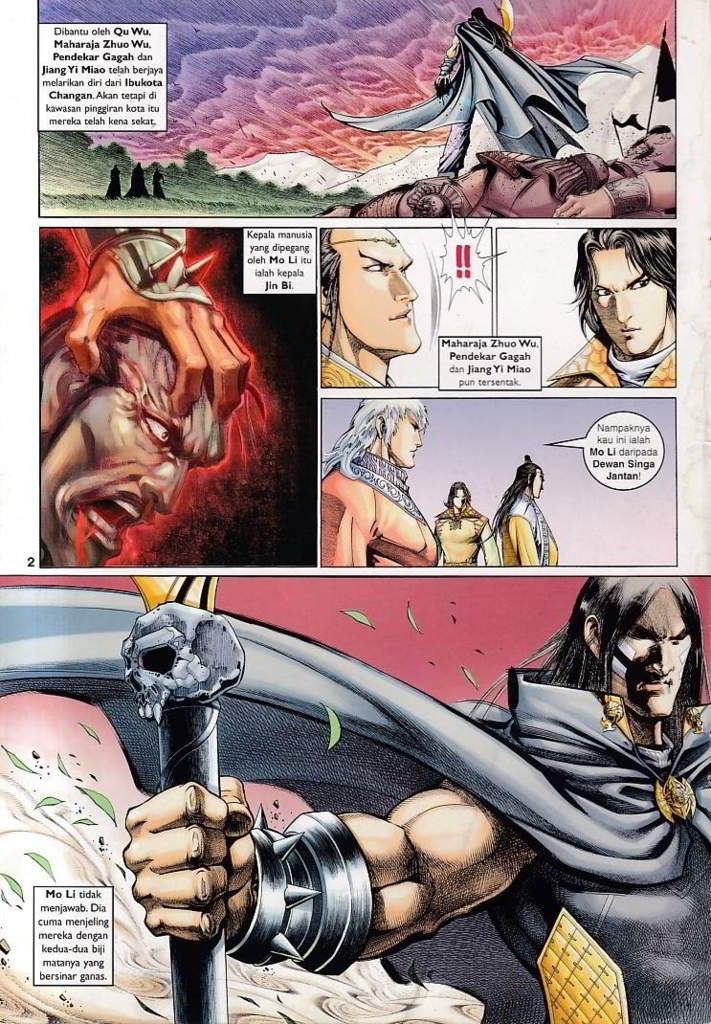 Dibantu oleh Qu Wu,
Maharaja Zhuo Wu,
Pendekar Gagah dan
Jiang Yi Miao telah berjaya
melarikan diri dari Ibukota
Changan. Akan tetapi di
kawasan pinggiran kota itu
mereka telah kena sekat.
Kepala manusia
yang dipegang
oleh Mo Li itu
ialah kepala
Jin Bi.
!!
Maharaja Zhuo Wu,
Pendekar Gagah
dan Jiang Yi Miao
pun tersentak.
Nampaknya
kau ini ialah
Mo Li daripada
Dewan Singa
Jantan!
2
Mo Li tidak
menjawab. Dia
cuma menjeling
mereka dengan
kedua-dua biji
matanya yang
bersinar ganas.